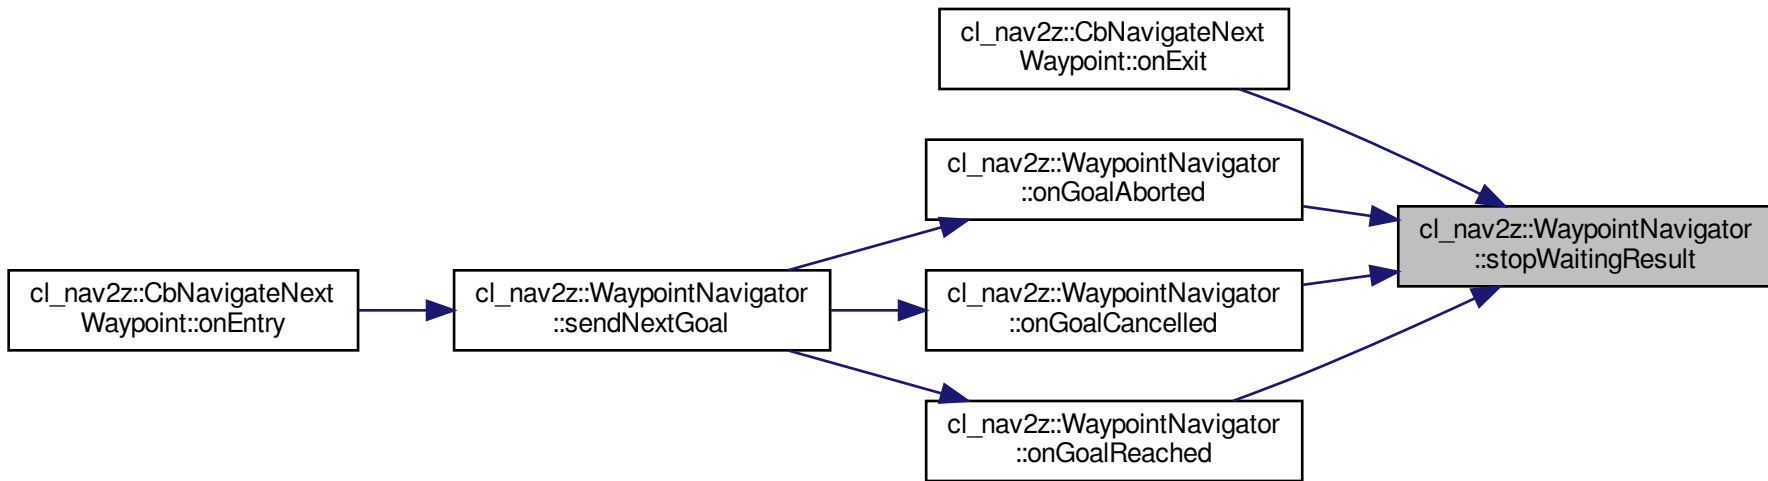 cl_nav2z::CbNavigateNext
Waypoint::onExit
cl_nav2z::WaypointNavigator
::onGoalAborted
cl_nav2z::WaypointNavigator
::stopWaitingResult
cl_nav2z::CbNavigateNext
Waypoint::onEntry
cl_nav2z::WaypointNavigator
::sendNextGoal
cl_nav2z::WaypointNavigator
::onGoalCancelled
cl_nav2z::WaypointNavigator
::onGoalReached